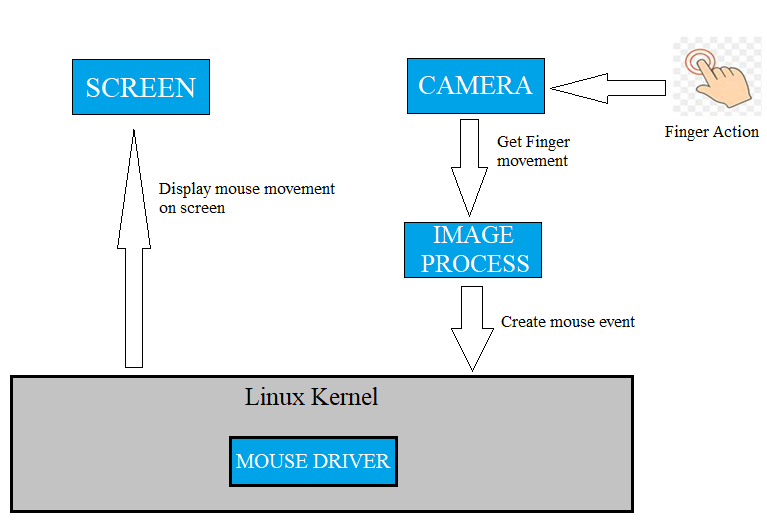 SCREEN
CAMERA
Finger Action
Get Finger
movement
Display mouse movement
on screen
IMAGE
PROCESS
Create mouse event
Linux Kernel
MOUSE DRIVER